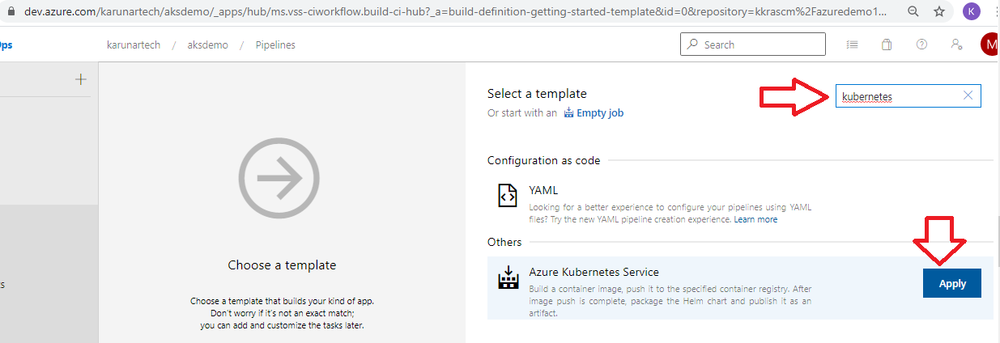 dev.azure.com/karunartech/aksdemo/_apps/hub/ms.vss-ciworkflow.build-ci-hub?_a=build-definition-getting-started-template&id=0&repository=kkrascm%2Fazuredemo1...
K
ps
karunartech / aksdemo / Pipelines
Search
M
Select a template
kubernetes
Or start with an Empty job
Configuration as code
YAML
Looking for a better experience to configure your pipelines using YAML
files? Try the new YAML pipeline creation experience. Learn more
Others
Azure Kubernetes Service
Build a container image, push it to the specified container registry. After
image push is complete, package the Helm chart and publish it as an
artifact.
Apply
Choose a template
Choose a template that builds your kind of app.
Don't worry if it's not an exact match;
you can add and customize the tasks later.
s